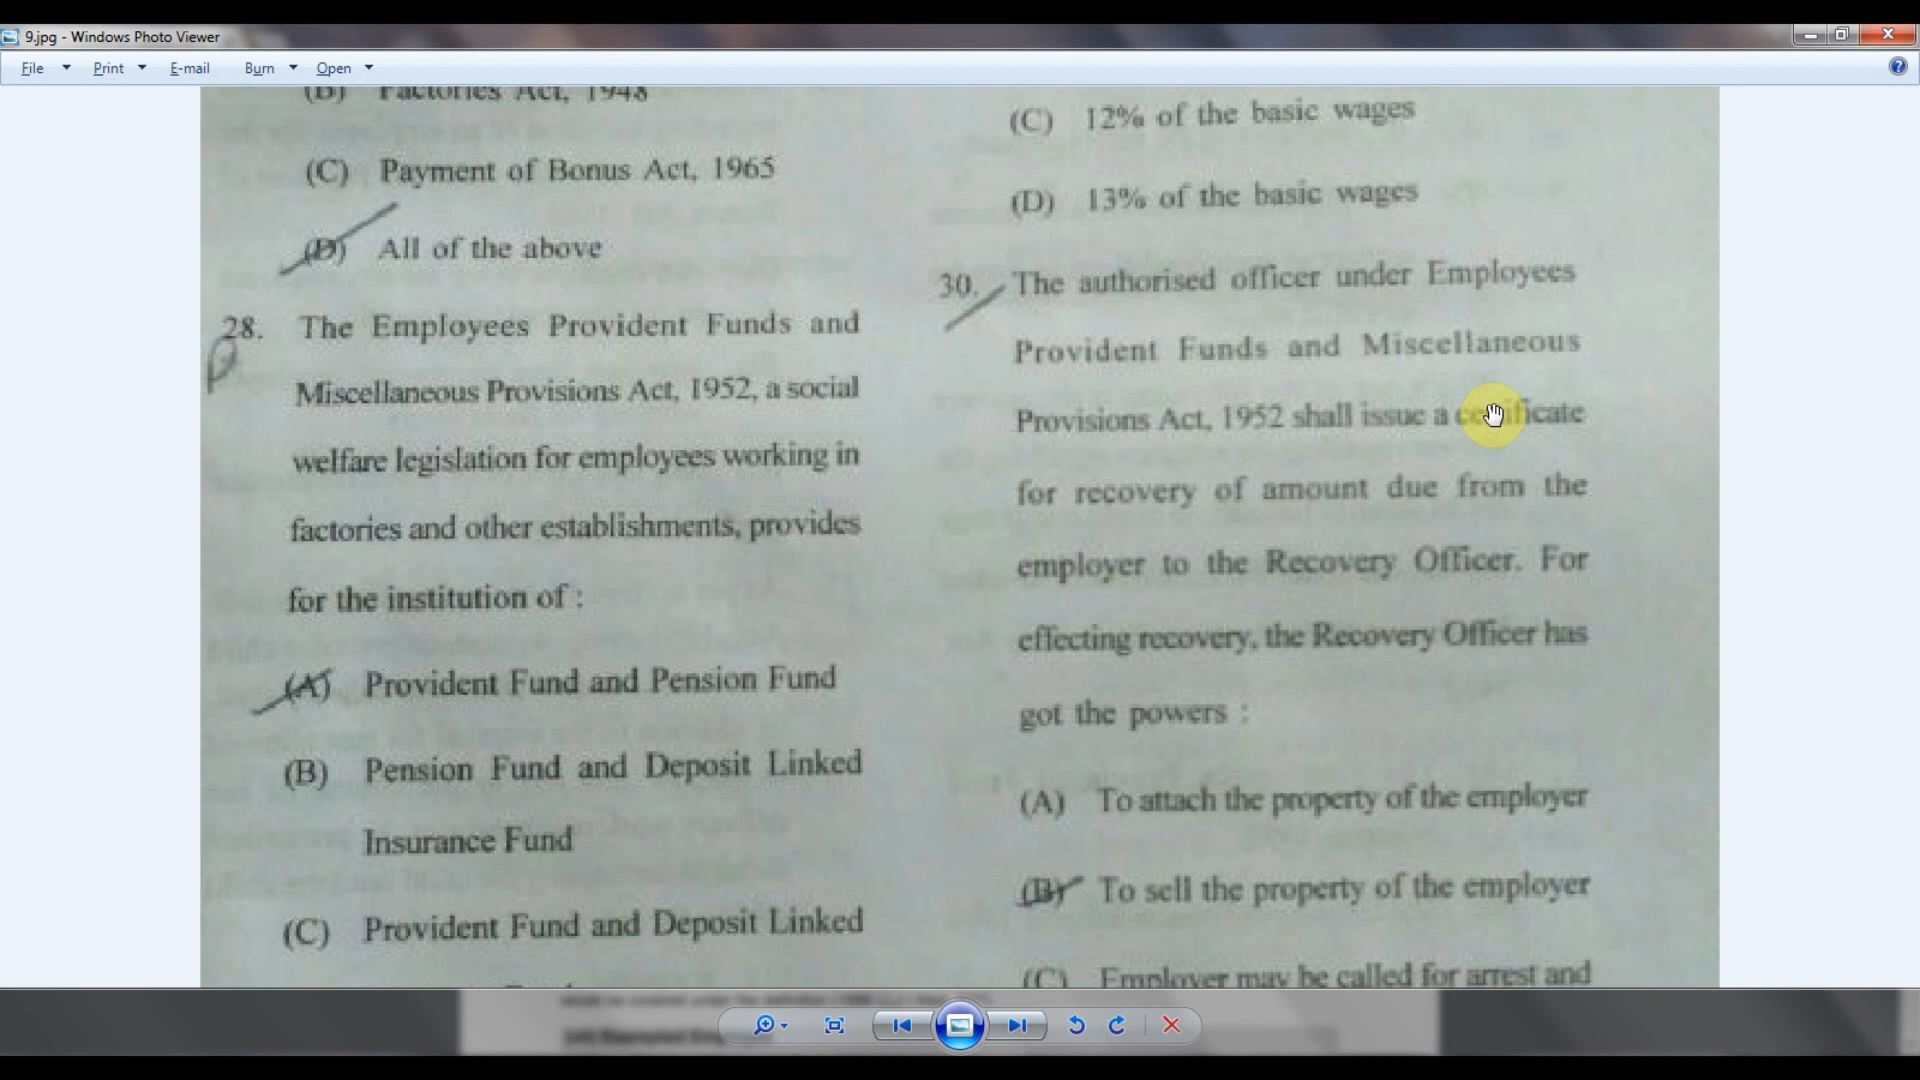 9.jpg - Windows Photo Viewer
File
Print
E-mail
Burn
Open
(B) Factories Act, 1948
(C) Payment of Bonus Act, 1965
(D) All of the above
28. The Employees Provident Funds and
Miscellaneous Provisions Act, 1952, a social
welfare legislation for employees working in
factories and other establishments, provides
for the institution of :
(A) Provident Fund and Pension Fund
(B) Pension Fund and Deposit Linked
Insurance Fund
(C) Provident Fund and Deposit Linked
(C) 12% of the basic wages
(D) 13% of the basic wages
30. The authorised officer under Employees
Provident Funds and Miscellaneous
Provisions Act, 1952 shall issue a certificate
for recovery of amount due from the
employer to the Recovery Officer. For
effecting recovery, the Recovery Officer has
got the powers :
(A) To attach the property of the employer
(B) To sell the property of the employer
(C) Employer may be called for arrest and